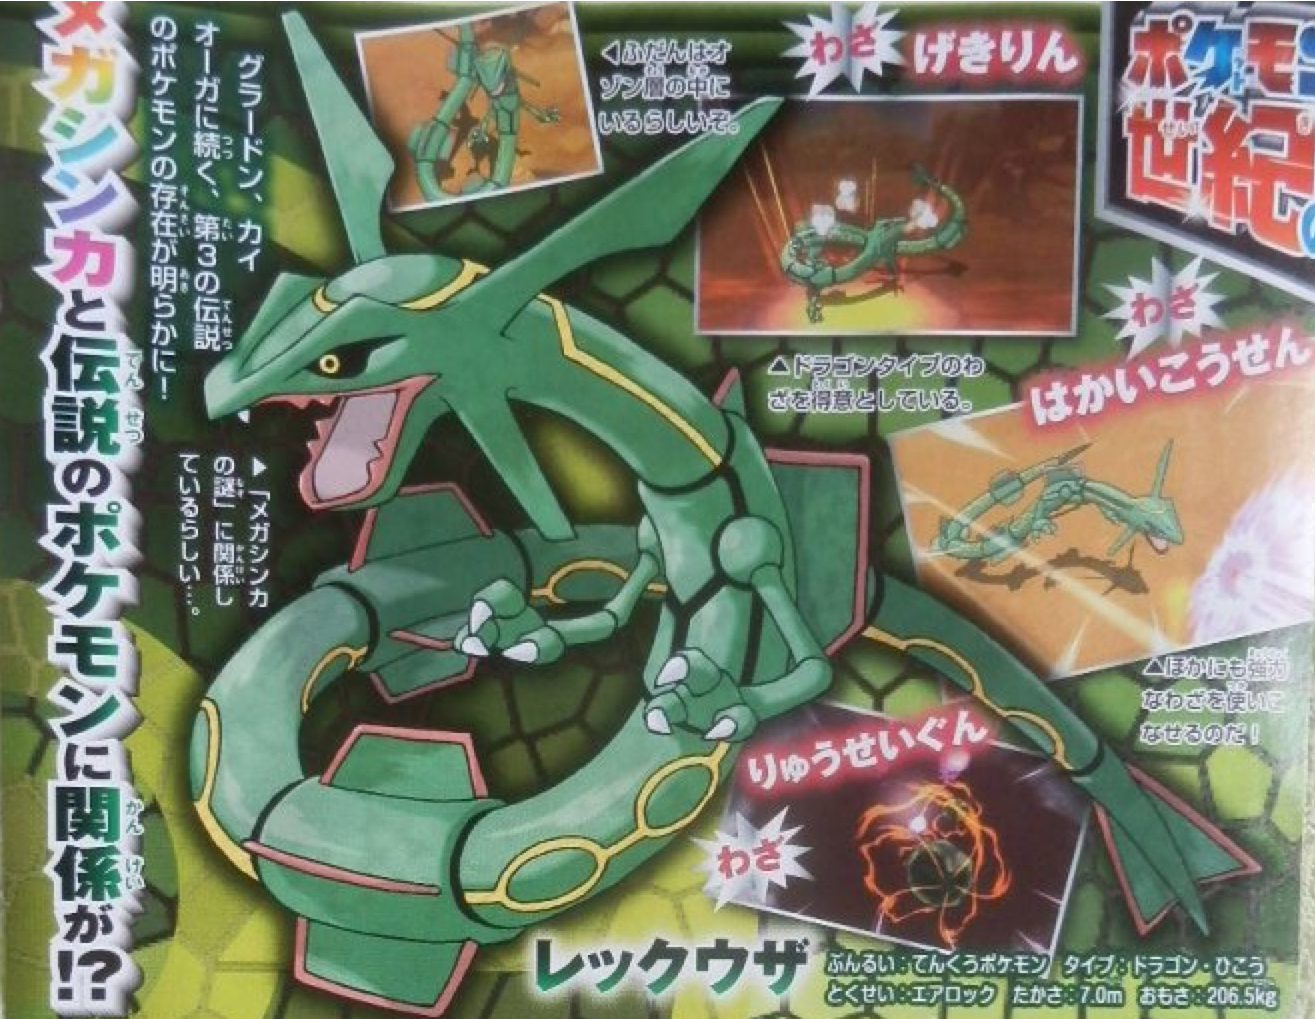 メガシンカと伝説のポケモンに関係が!?
グラードン、カイ
オーガに続く、第3の伝説
のポケモンの存在が明らかに！
▶「メガシンカ
の謎」に関係し
ているらしい…。
◀ふだんはオ
ゾン層の中に
いるらしいぞ。
わざ
げきりん
▲ドラゴンタイプのわ
ざを得意としている。
ポケモン
世紀の
わざ
はかいこうせん
▲ほかにも強力
なわざを使いこ
なせるのだ！
りゅうせいぐん
わざ
レックウザ
ぶんるい：てんくうポケモン タイプ：ドラゴン・ひこう
とくせい：エアロック たかさ：7.0m おもさ：206.5kg